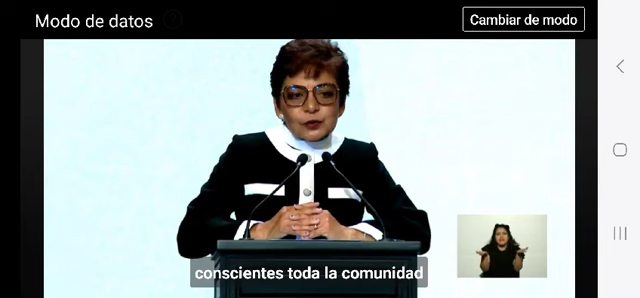 Modo de datos
Cambiar de modo
conscientes toda la comunidad